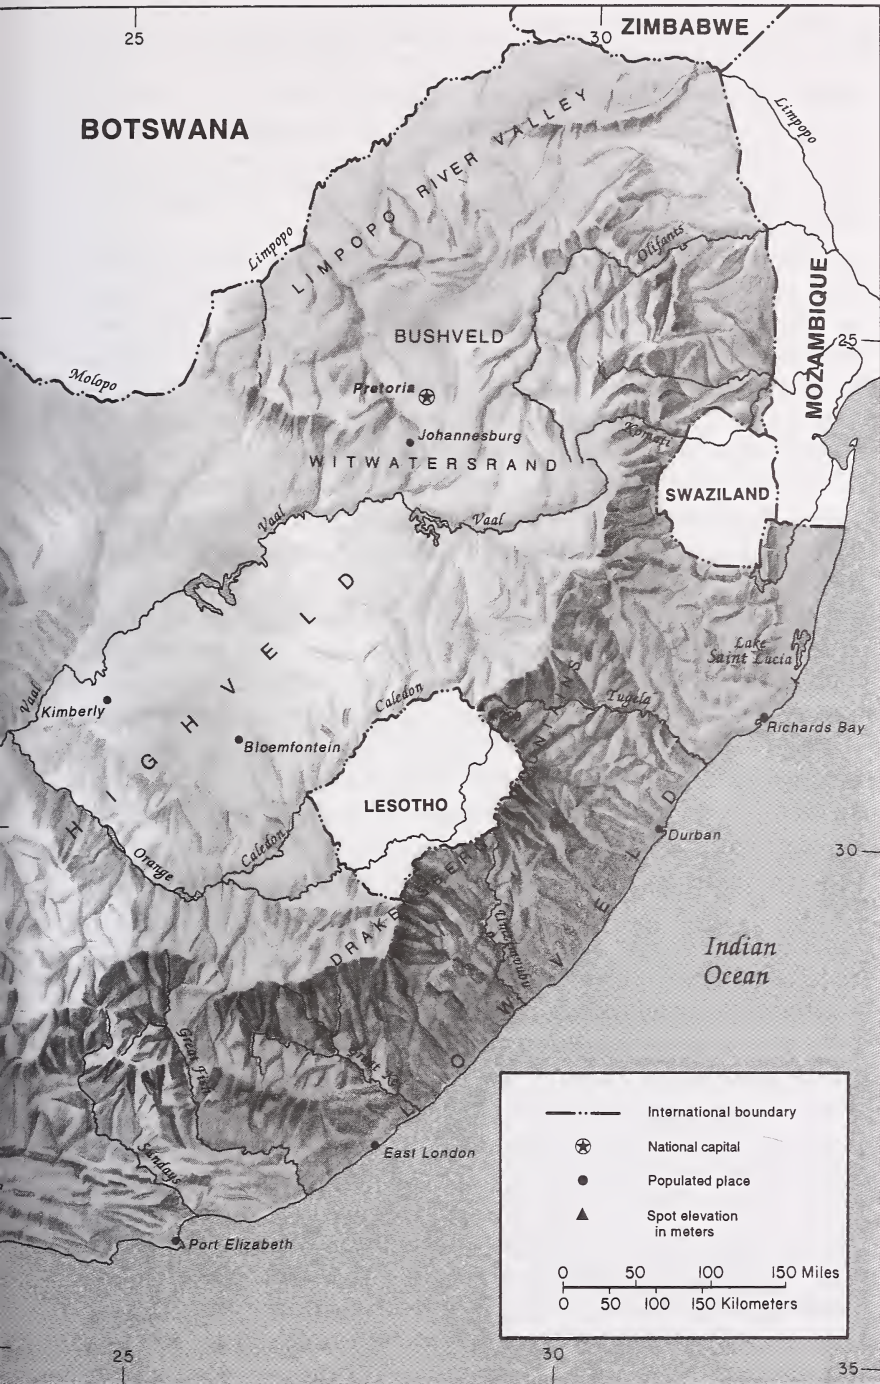 25
30
ZIMBABWE
BOTSWANA
Limpopo
LIMPOPO RIVER VALLEY
Limpopo
Olifants
MOZAMBIQUE
BUSHVELD
25
Molopo
Pretoria
Johannesburg
Komati
WITWATERSRAND
SWAZILAND
Vaal
Vaal
HIGHVELD
Lake
Saint Lucia
Vaal
Kimberly
Caledon
Tugela
Richards Bay
Bloemfontein
LESOTHO
Durban
Orange
Caledon
30
DRAKENSBERG MOUNTAINS
LOWVELD
Umzimvubu
Indian
Ocean
Great Fish
Great Kei
Sundays
East London
Port Elizabeth
International boundary
National capital
Populated place
Spot elevation
in meters
0 50 100 150 Miles
0 50 100 150 Kilometers
25
30
35